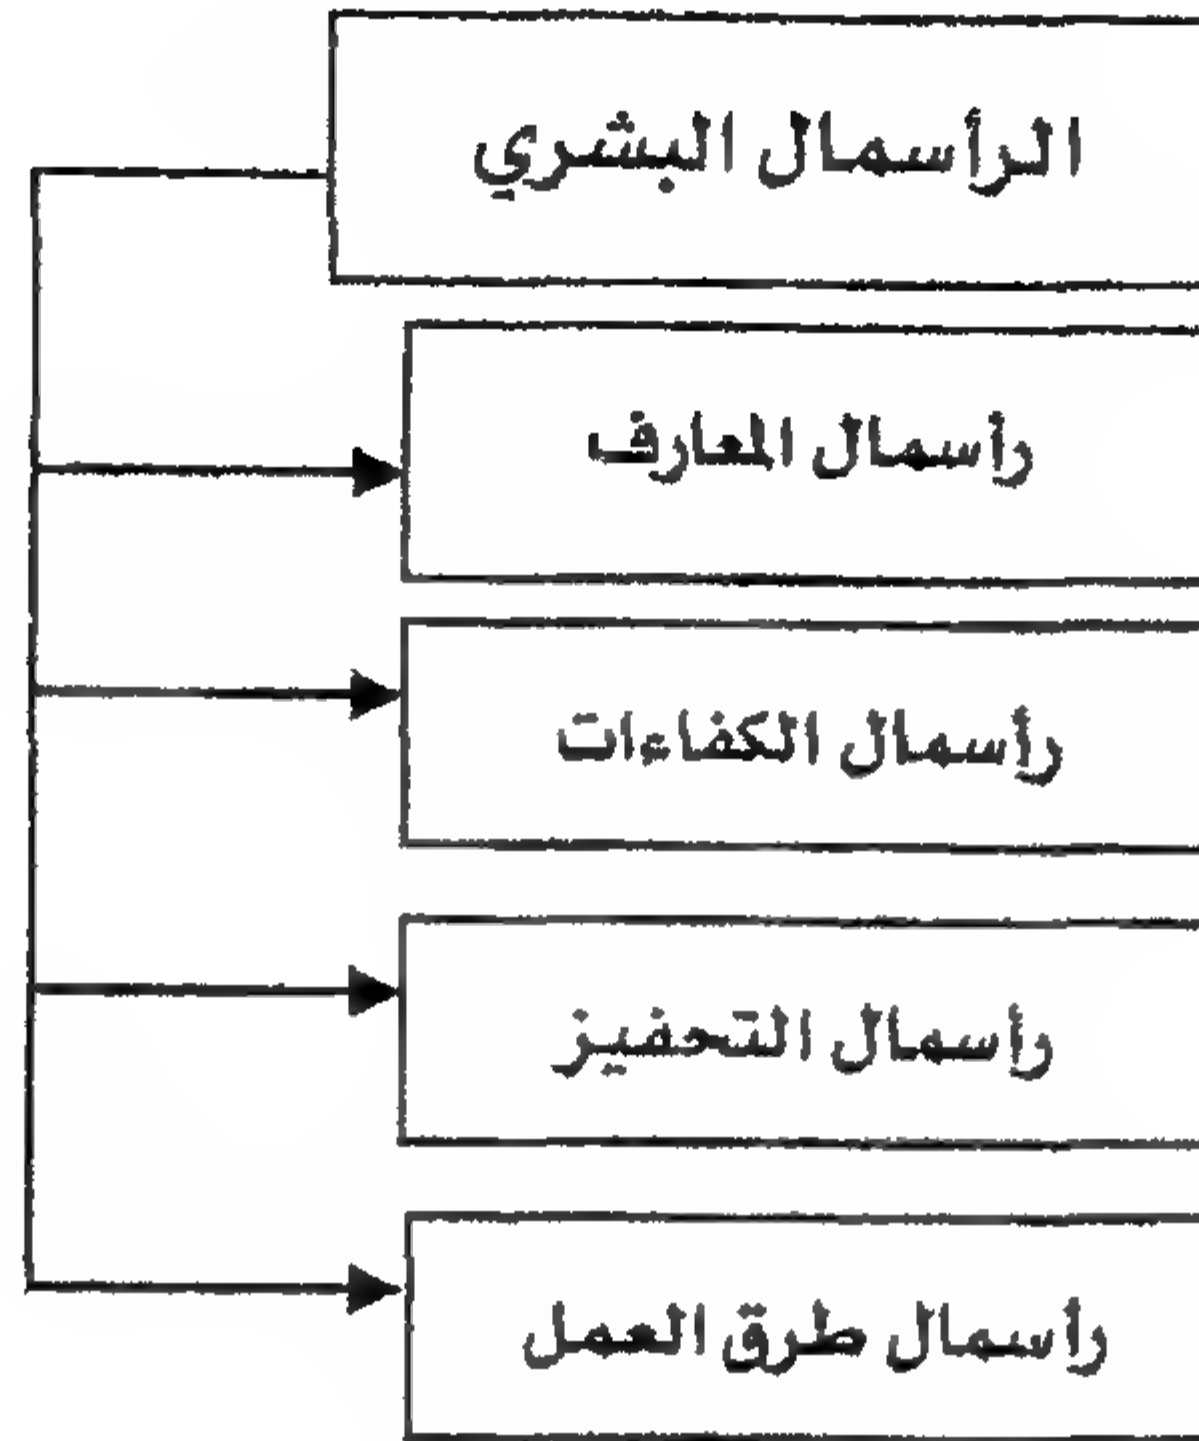 الرأسمال البشري
رأسمال المعارف
رأسمال الكفاءات
رأسمال التحفيز
رأسمال طرق العمل